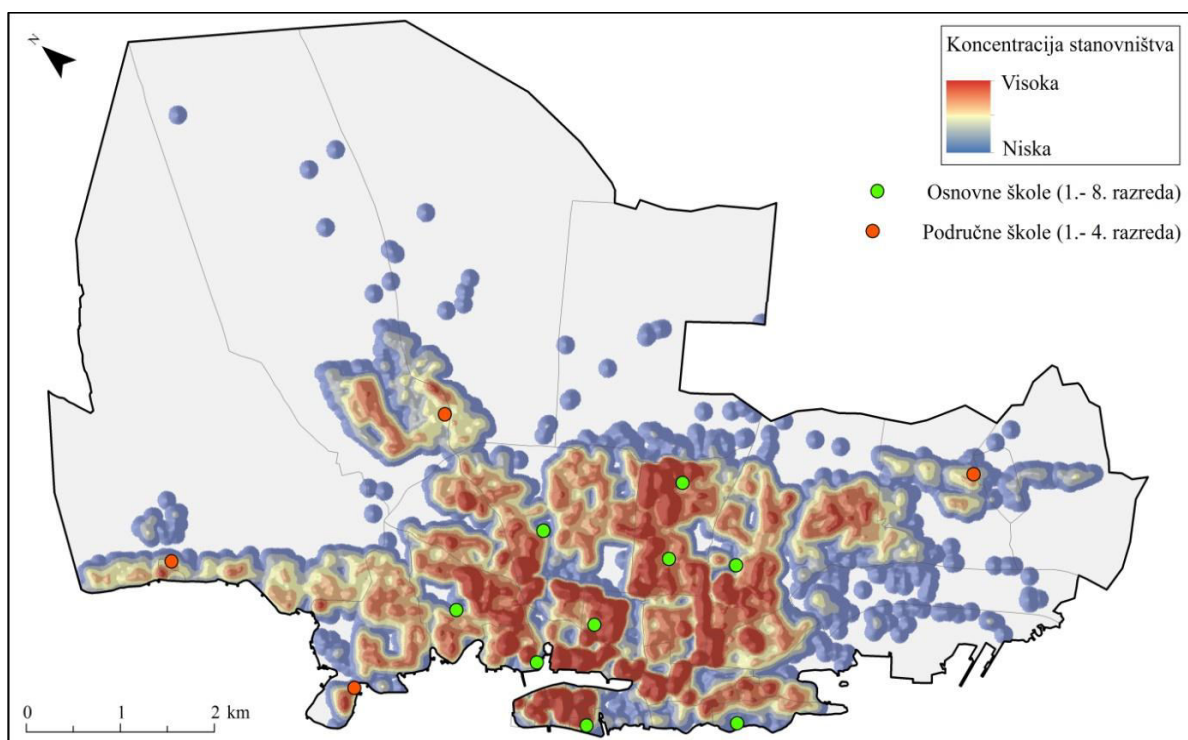 N
Koncentracija stanovništva
Visoka
Niska
Osnovne škole (1.- 8. razreda)
Područne škole (1.- 4. razreda)
0 1 2 km